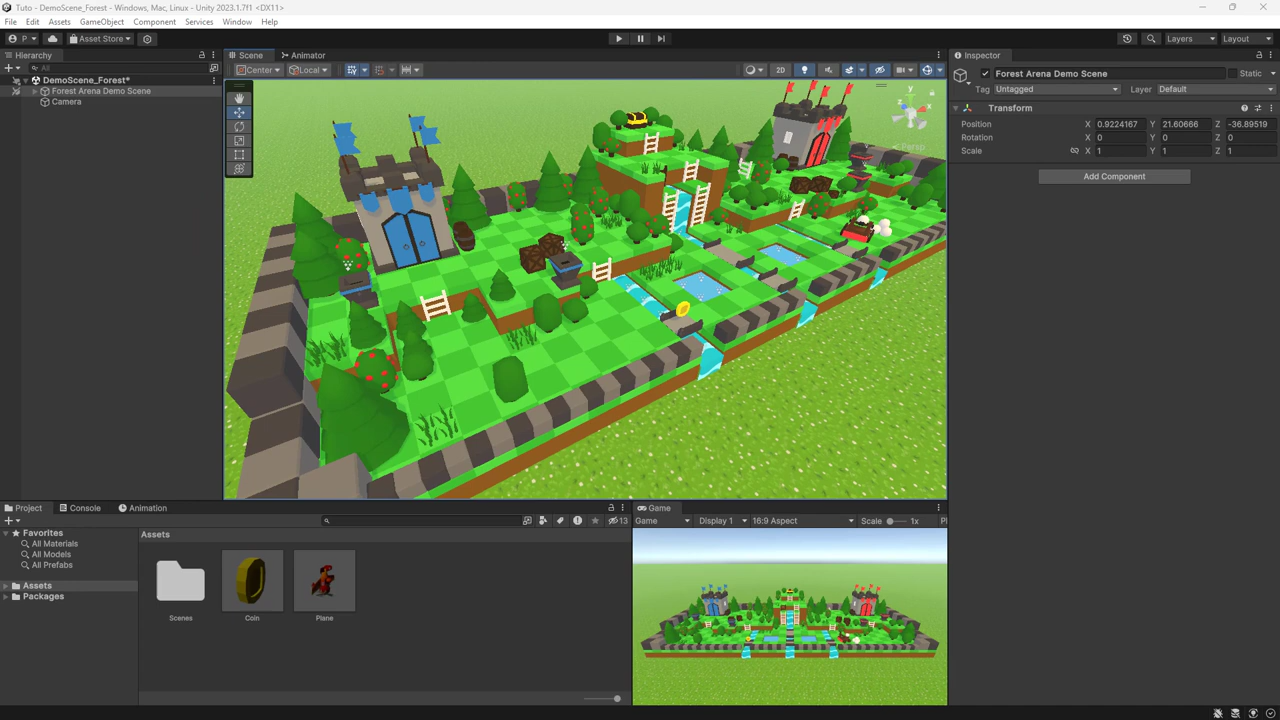 Tuto - DemoScene_Forest - Windows, Mac, Linux - Unity 2023.1.7f1 <DX11>
File Edit Assets GameObject Component Services Window Help
P Asset Store Layers Layout
Hierarchy
All
DemoScene_Forest*
Forest Arena Demo Scene
Camera
Scene Animator
Center Local 2D
y
x
z
Persp
Inspector
Forest Arena Demo Scene Static
Tag Untagged Layer Default
Transform
Position X 0.9224167 Y 21.60666 Z -36.89519
Rotation X 0 Y 0 Z 0
Scale X 1 Y 1 Z 1
Add Component
Project Console Animation
13
Favorites
All Materials
All Models
All Prefabs
Assets
Packages
Assets
Scenes Coin Plane
Game
Game Display 1 16:9 Aspect Scale 1x Pl